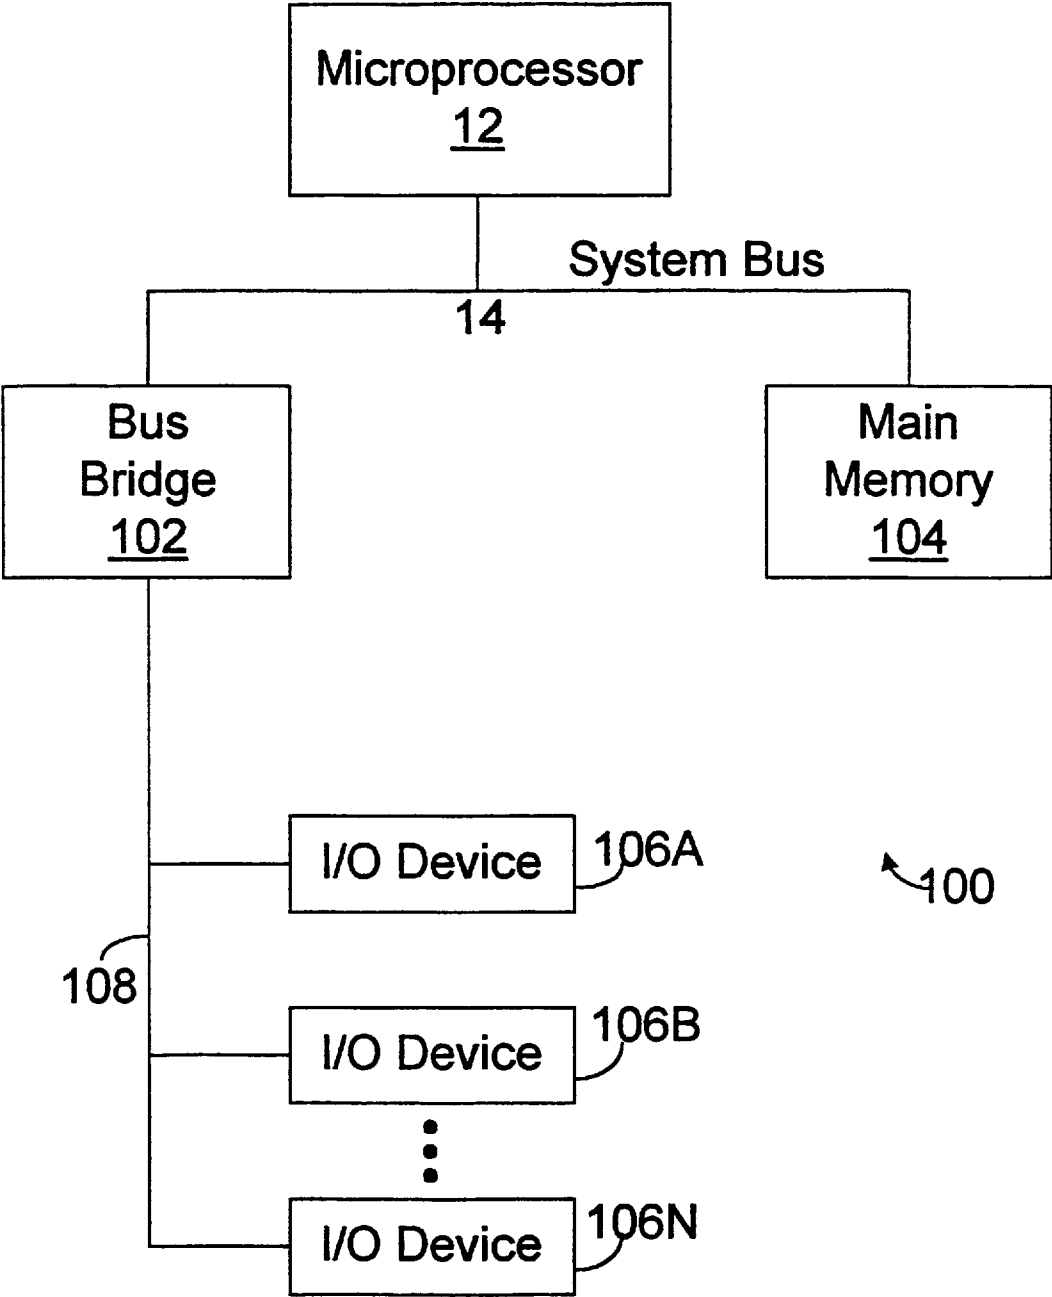 Microprocessor
12
System Bus
14
Bus
Bridge
102
Main
Memory
104
I/O Device
106A
100
108
I/O Device
106B
I/O Device
106N